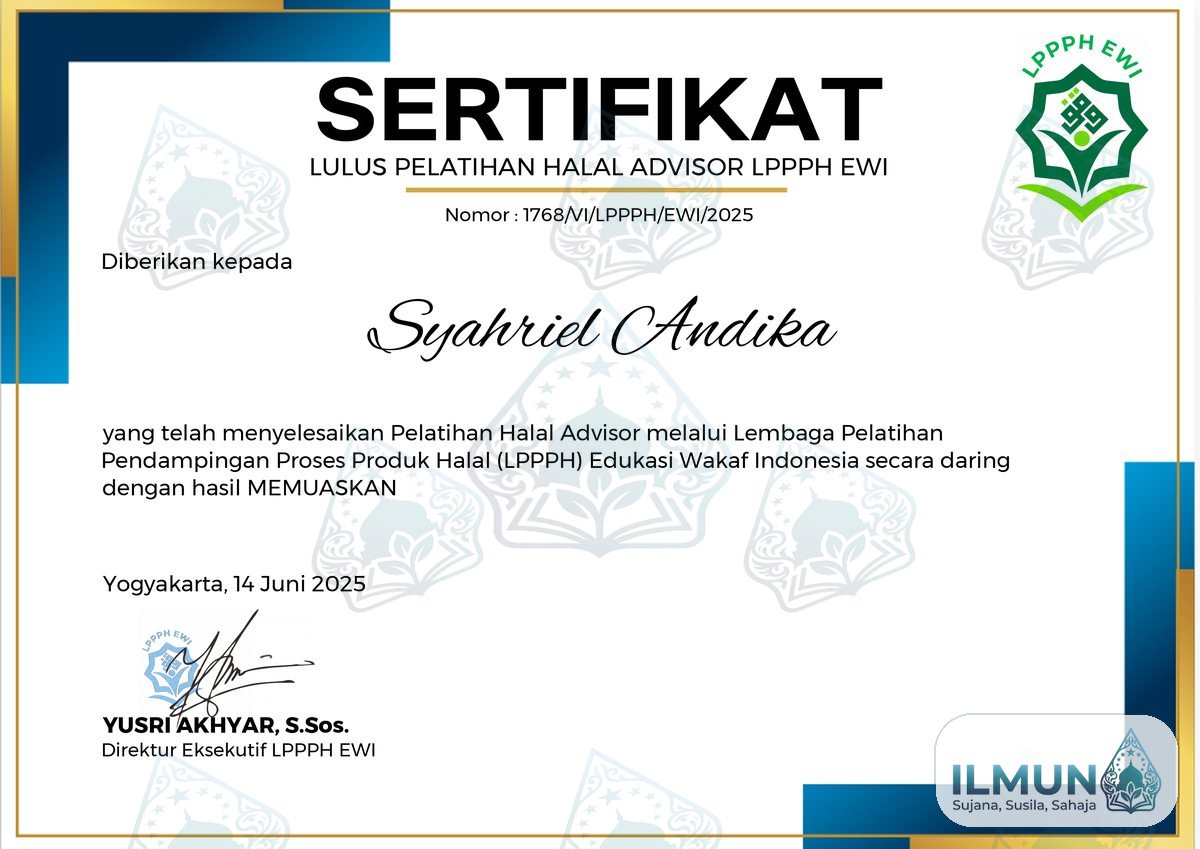 LPPPH EWI
SERTIFIKAT
LULUS PELATIHAN HALAL ADVISOR LPPPH EWI
Nomor : 1768/VI/LPPPH/EWI/2025
Diberikan kepada
Syahriel Andika
yang telah menyelesaikan Pelatihan Halal Advisor melalui Lembaga Pelatihan
Pendampingan Proses Produk Halal (LPPPH) Edukasi Wakaf Indonesia secara daring
dengan hasil MEMUASKAN
Yogyakarta, 14 Juni 2025
LPPPH EWI
YUSRI AKHYAR, S.Sos.
Direktur Eksekutif LPPPH EWI
ILMUN
Sujana, Susila, Sahaja